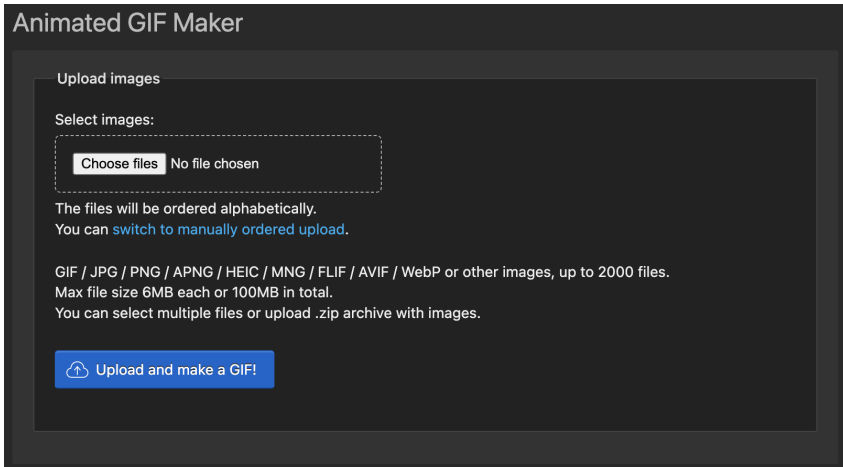 Animated GIF Maker
Upload images
Select images:
Choose files No file chosen
The files will be ordered alphabetically.
You can switch to manually ordered upload.
GIF / JPG / PNG / APNG / HEIC / MNG / FLIF / AVIF / WebP or other images, up to 2000 files.
Max file size 6MB each or 100MB in total.
You can select multiple files or upload .zip archive with images.
Upload and make a GIF!